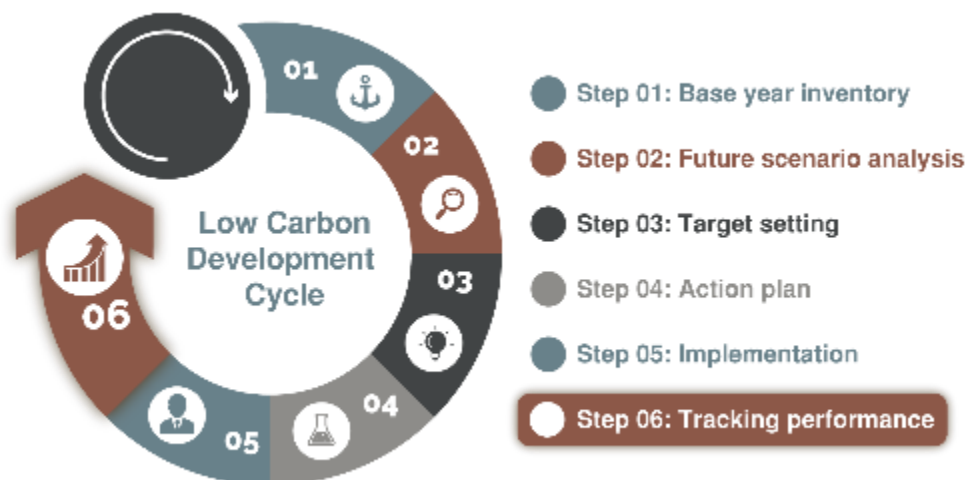 01
02
03
04
05
06
Low Carbon
Development
Cycle
Step 01: Base year inventory
Step 02: Future scenario analysis
Step 03: Target setting
Step 04: Action plan
Step 05: Implementation
Step 06: Tracking performance